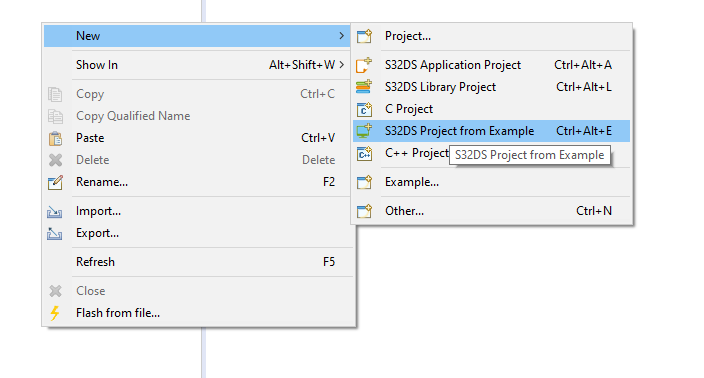 New
Show In Alt+Shift+W
Copy Ctrl+C
Copy Qualified Name
Paste Ctrl+V
Delete Delete
Rename... F2
Import...
Export...
Refresh F5
Close
Flash from file...
Project...
S32DS Application Project Ctrl+Alt+A
S32DS Library Project Ctrl+Alt+L
C Project
S32DS Project from Example Ctrl+Alt+E
C++ Project
S32DS Project from Example
Example...
Other... Ctrl+N